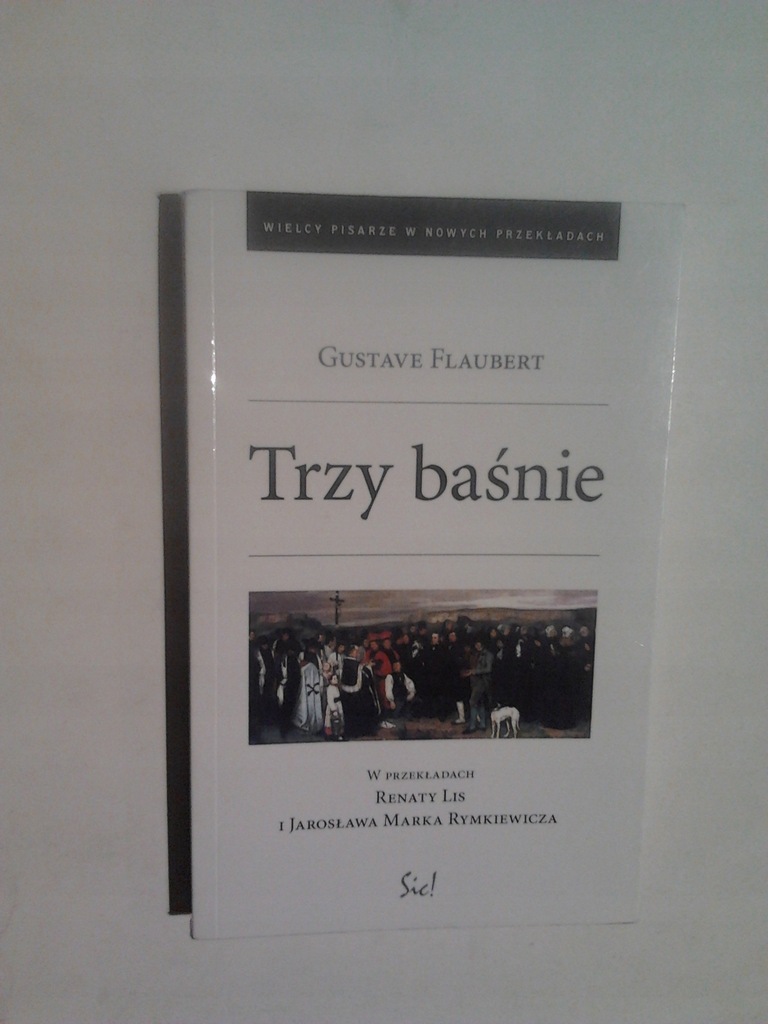 WIELCY PISARZE W NOWYCH PRZEKŁADACH
GUSTAVE FLAUBERT
Trzy baśnie
W PRZEKŁADACH
RENATY LIS
I JAROSŁAWA MARKA RYMKIEWICZA
Sic!